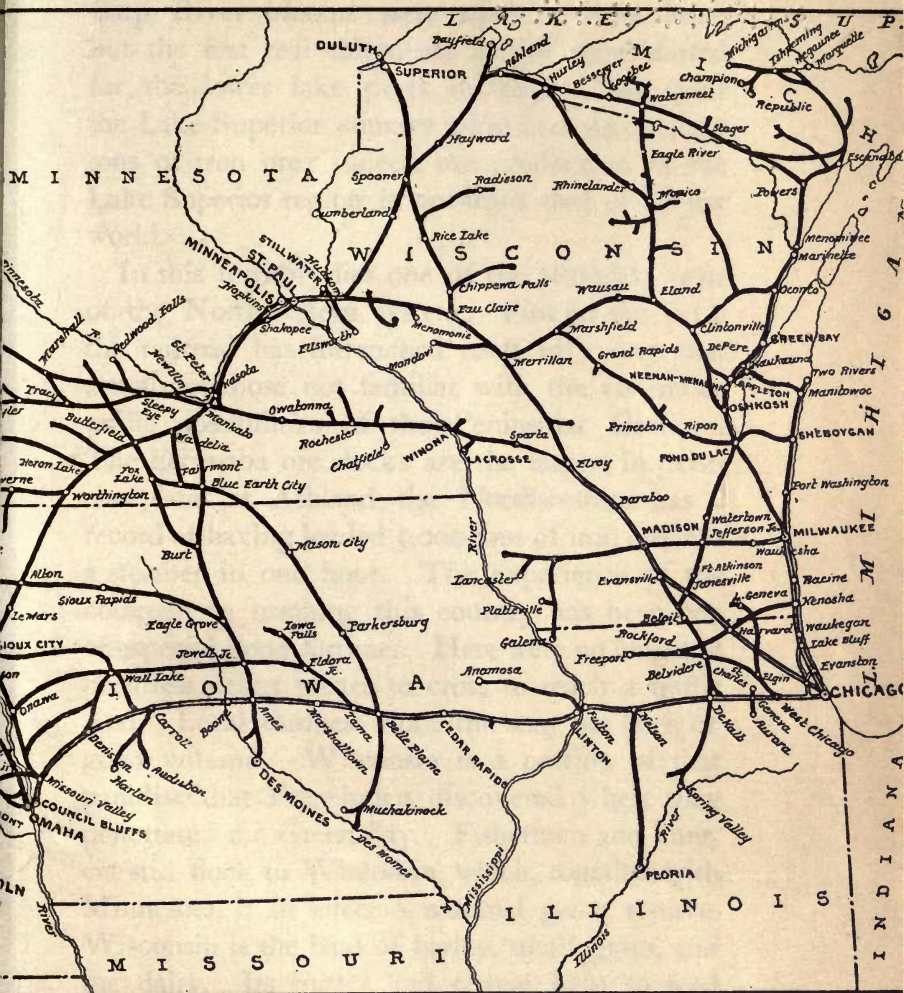 LAKE SUP.
DULUTH
SUPERIOR
Bayfield
Ashland
Hurley
Bessemer
Gogebic
Watersmeet
MICHIGAN
Michigamme
Ishpeming
Negaunee
Marquette
Champion
Republic
Stager
Escanaba
Powers
Eagle River
Hayward
Spooner
Radisson
Rhinelander
Monico
Cumberland
Rice Lake
MINNESOTA
WISCONSIN
Menominee
Marinette
STILLWATER
Hudson
ST. PAUL
MINNEAPOLIS
Hopkins
Chippewa Falls
Eau Claire
Wausau
Eland
Oconto
Shakopee
Ellsworth
Menomonie
Mondovi
Merrillan
Marshfield
Grand Rapids
Clintonville
DePere
GREEN BAY
Kaukauna
NEENAH-MENASHA
APPLETON
OSHKOSH
Two Rivers
Manitowoc
Minnesota
R.
Marshall
Redwood Falls
New Ulm
St. Peter
Kasota
Tracy
Sleepy Eye
Mankato
Owatonna
Rochester
Chatfield
WINONA
LACROSSE
Sparta
Elroy
Princeton
Ripon
FOND DU LAC
SHEBOYGAN
Butterfield
Madelia
Heron Lake
Fox Lake
Fairmont
Blue Earth City
Worthington
Baraboo
Port Washington
MADISON
Watertown
Jefferson Jc.
MILWAUKEE
Waukesha
River
Mason City
Burt
Lancaster
Evansville
Ft. Atkinson
Janesville
Racine
Alton
Sioux Rapids
Platteville
L. Geneva
Kenosha
Le Mars
Eagle Grove
Iowa Falls
Parkersburg
Galena
Beloit
Rockford
Harvard
Waukegan
Lake Bluff
SIOUX CITY
Jewell Jc.
Eldora Jc.
Freeport
Belvidere
St. Charles
Elgin
Evanston
Wall Lake
Anamosa
CHICAGO
IOWA
Onawa
Denison
Carroll
Boone
Ames
Marshalltown
Tama
Belle Plaine
CEDAR RAPIDS
CLINTON
Fulton
Nelson
DeKalb
Geneva
Aurora
West Chicago
Harlan
Audubon
Missouri Valley
COUNCIL BLUFFS
OMAHA
DES MOINES
Muchakinock
Des Moines
Spring Valley
River
PEORIA
Mississippi
River
ILLINOIS
Illinois
MISSOURI
INDIANA